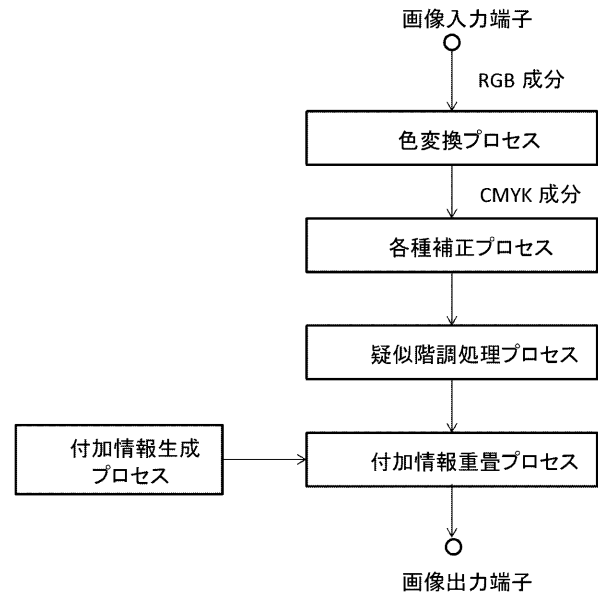 画像入力端子
RGB 成分
色変換プロセス
CMYK 成分
各種補正プロセス
疑似階調処理プロセス
付加情報生成
プロセス
付加情報重畳プロセス
画像出力端子